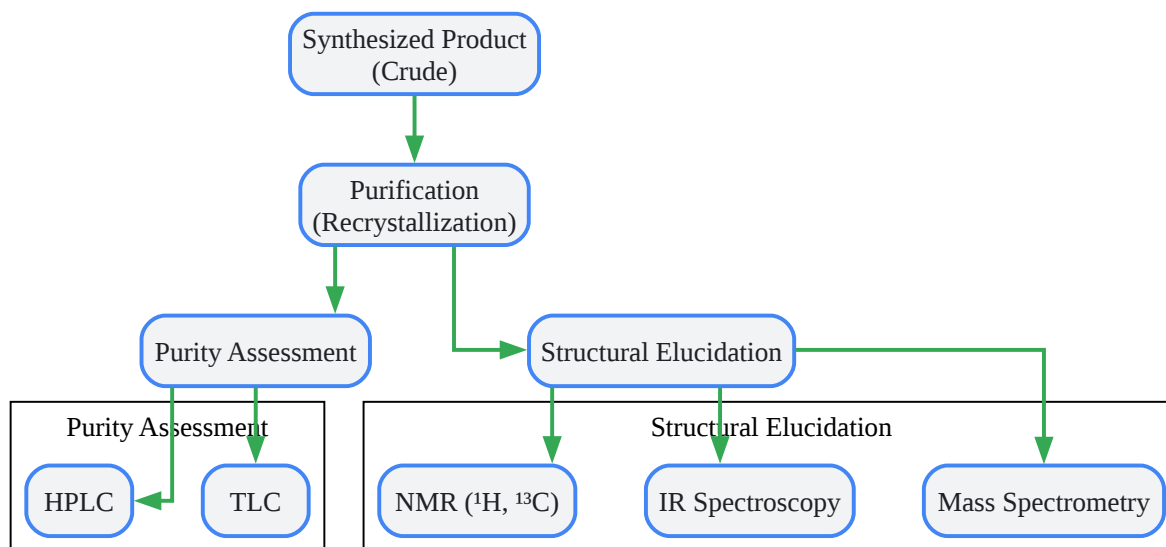 Synthesized Product
(Crude)
Purification
(Recrystallization)
Purity Assessment
Structural Elucidation
Purity Assessment
Structural Elucidation
HPLC
TLC
NMR (¹H, ¹³C)
IR Spectroscopy
Mass Spectrometry